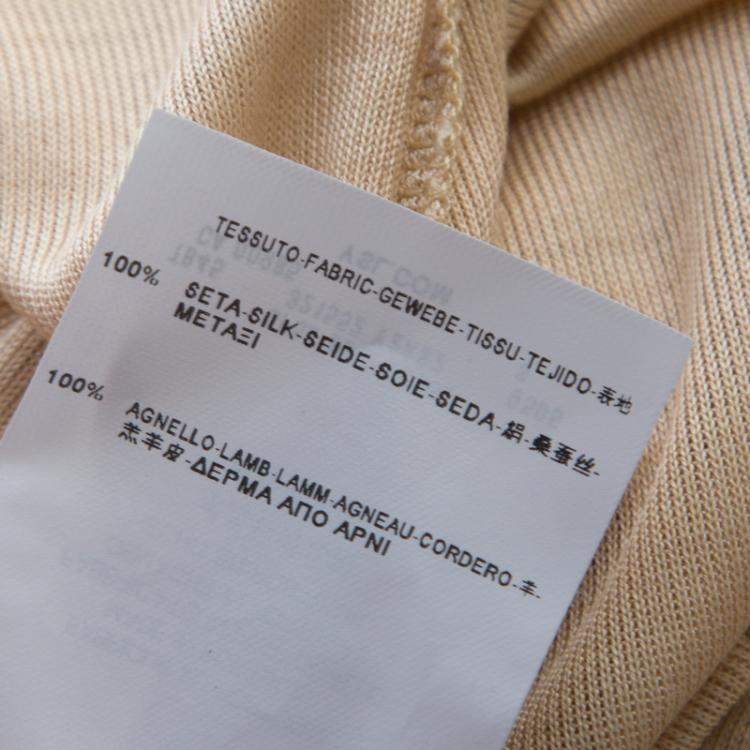 TESSUTO-FABRIC-GEWEBE-TISSU-TEJIDO-表地
100% SETA-SILK-SEIDE-SOIE-SEDA-絹-桑蚕丝-
ΜΕΤΑΞΙ
100% AGNELLO-LAMB-LAMM-AGNEAU-CORDERO-羊-
羔羊皮-ΔΕΡΜΑ ΑΠΟ ΑΡΝΙ